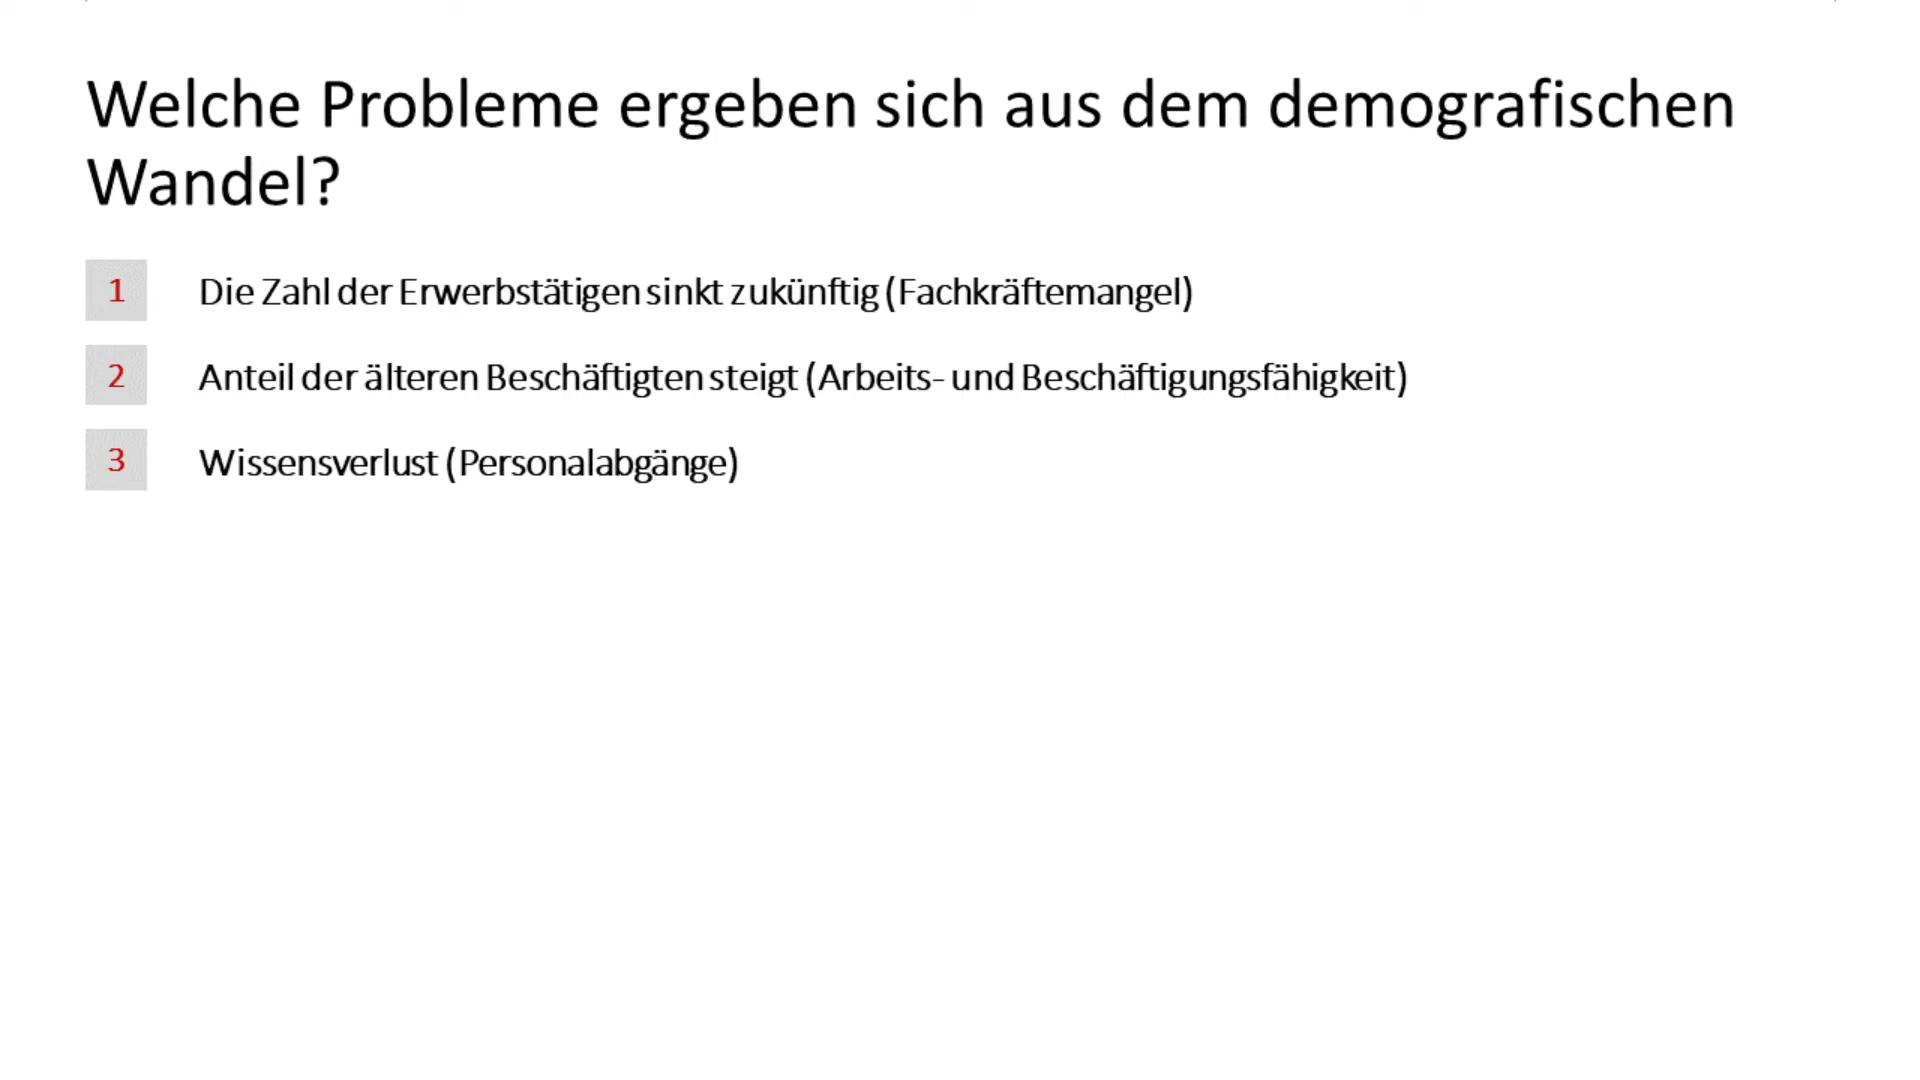 Welche Probleme ergeben sich aus dem demografischen
Wandel?
1 Die Zahl der Erwerbstätigen sinkt zukünftig (Fachkräftemangel)
2 Anteil der älteren Beschäftigten steigt (Arbeits- und Beschäftigungsfähigkeit)
3 Wissensverlust (Personalabgänge)